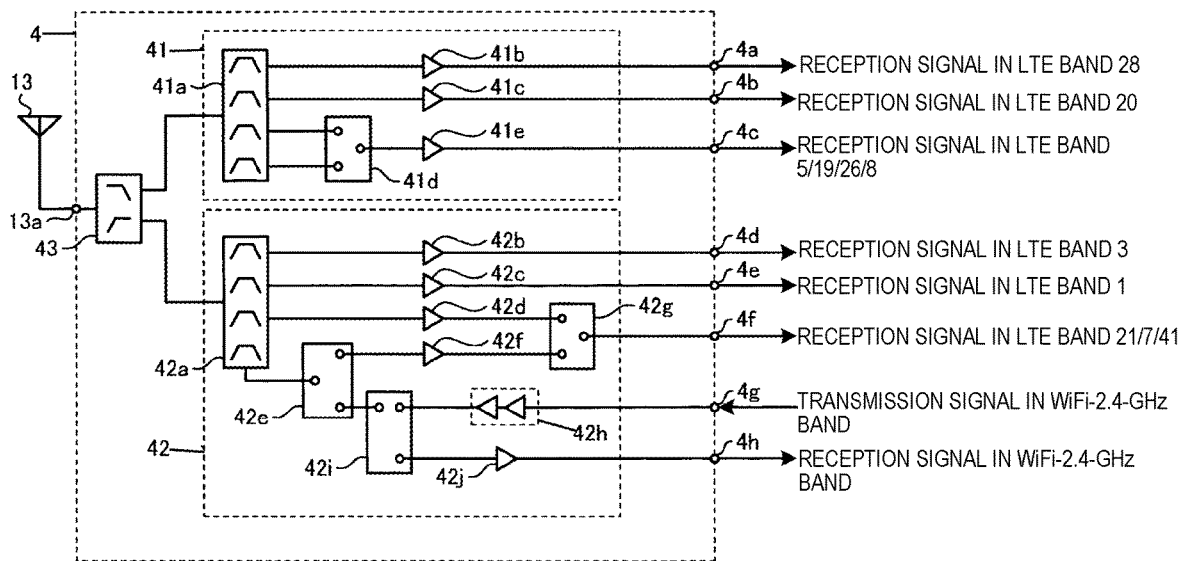 4
41
41b
4a
RECEPTION SIGNAL IN LTE BAND 28
41a
41c
4b
RECEPTION SIGNAL IN LTE BAND 20
13
41e
4c
RECEPTION SIGNAL IN LTE BAND
5/19/26/8
41d
13a
43
42b
4d
RECEPTION SIGNAL IN LTE BAND 3
42c
4e
RECEPTION SIGNAL IN LTE BAND 1
42d
42g
4f
RECEPTION SIGNAL IN LTE BAND 21/7/41
42f
42a
42e
4g
TRANSMISSION SIGNAL IN WiFi-2.4-GHz
BAND
42h
42
4h
42i
42j
RECEPTION SIGNAL IN WiFi-2.4-GHz
BAND